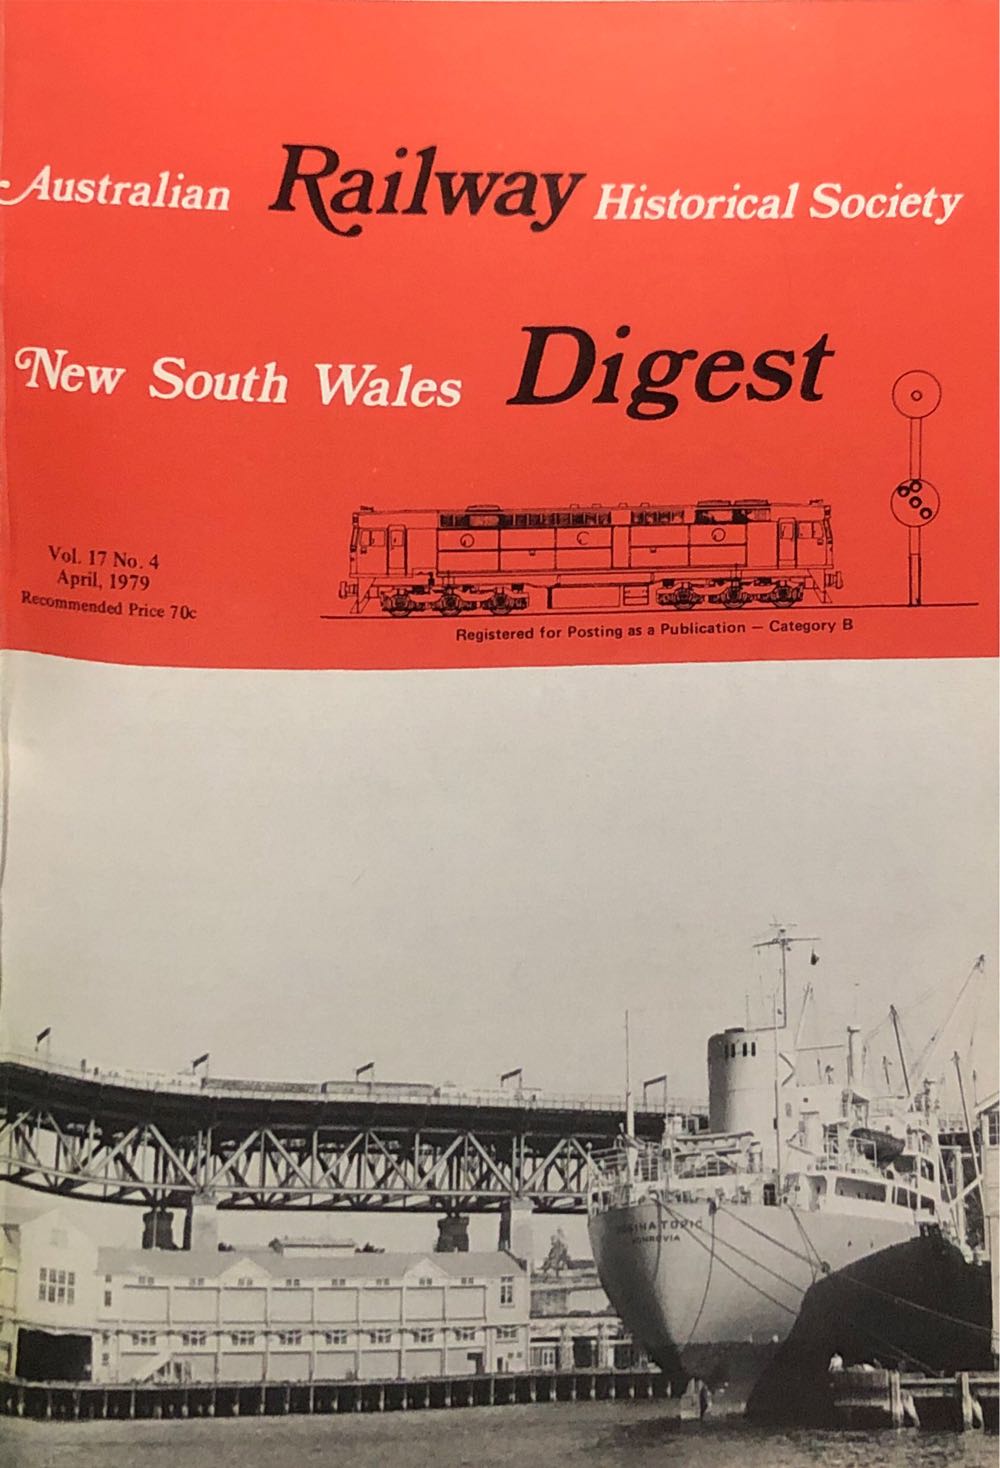 Australian Railway Historical Society
New South Wales Digest
Vol. 17 No. 4
April, 1979
Recommended Price 70c
Registered for Posting as a Publication — Category B
TOPIC
MONROVIA